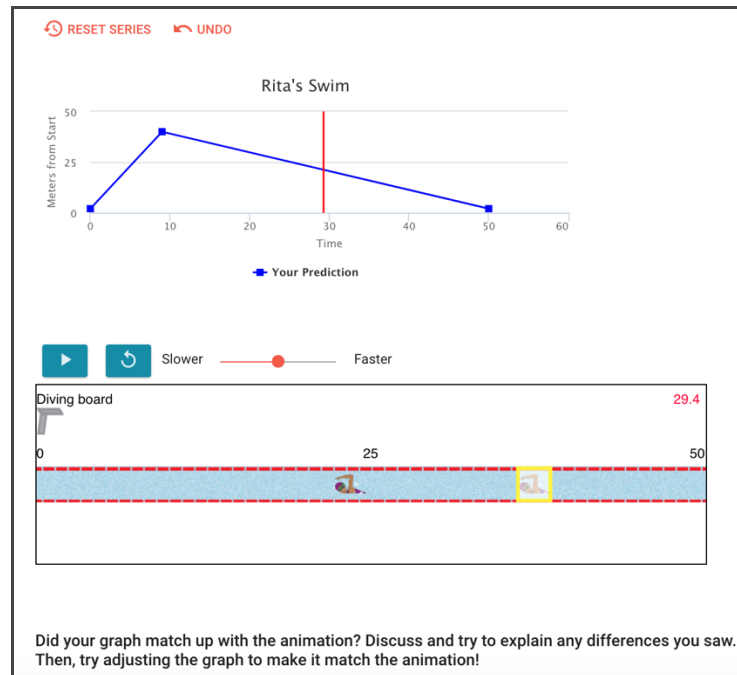 RESET SERIES UNDO
Rita's Swim
50
25
0
Meters from Start
0 10 20 30 40 50 60
Time
Your Prediction
Slower Faster
Diving board 29.4
0 25 50
Did your graph match up with the animation? Discuss and try to explain any differences you saw.
Then, try adjusting the graph to make it match the animation!